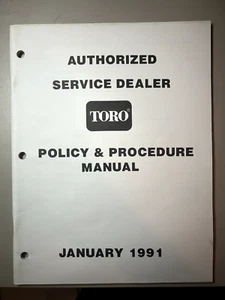 AUTHORIZED
SERVICE DEALER
TORO
POLICY & PROCEDURE
MANUAL
JANUARY 1991